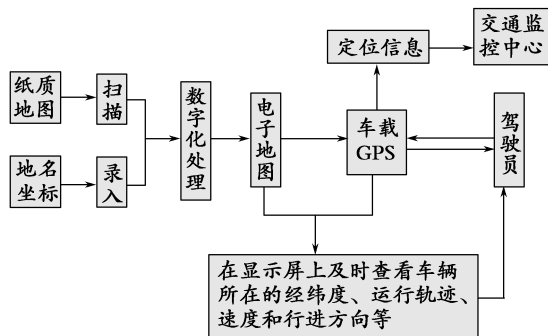 交通监
控中心
定位信息
纸质
地图
扫描
数字化处理
电子地图
车载
GPS
驾驶员
地名
坐标
录入
在显示屏上及时查看车辆
所在的经纬度、运行轨迹、
速度和行进方向等